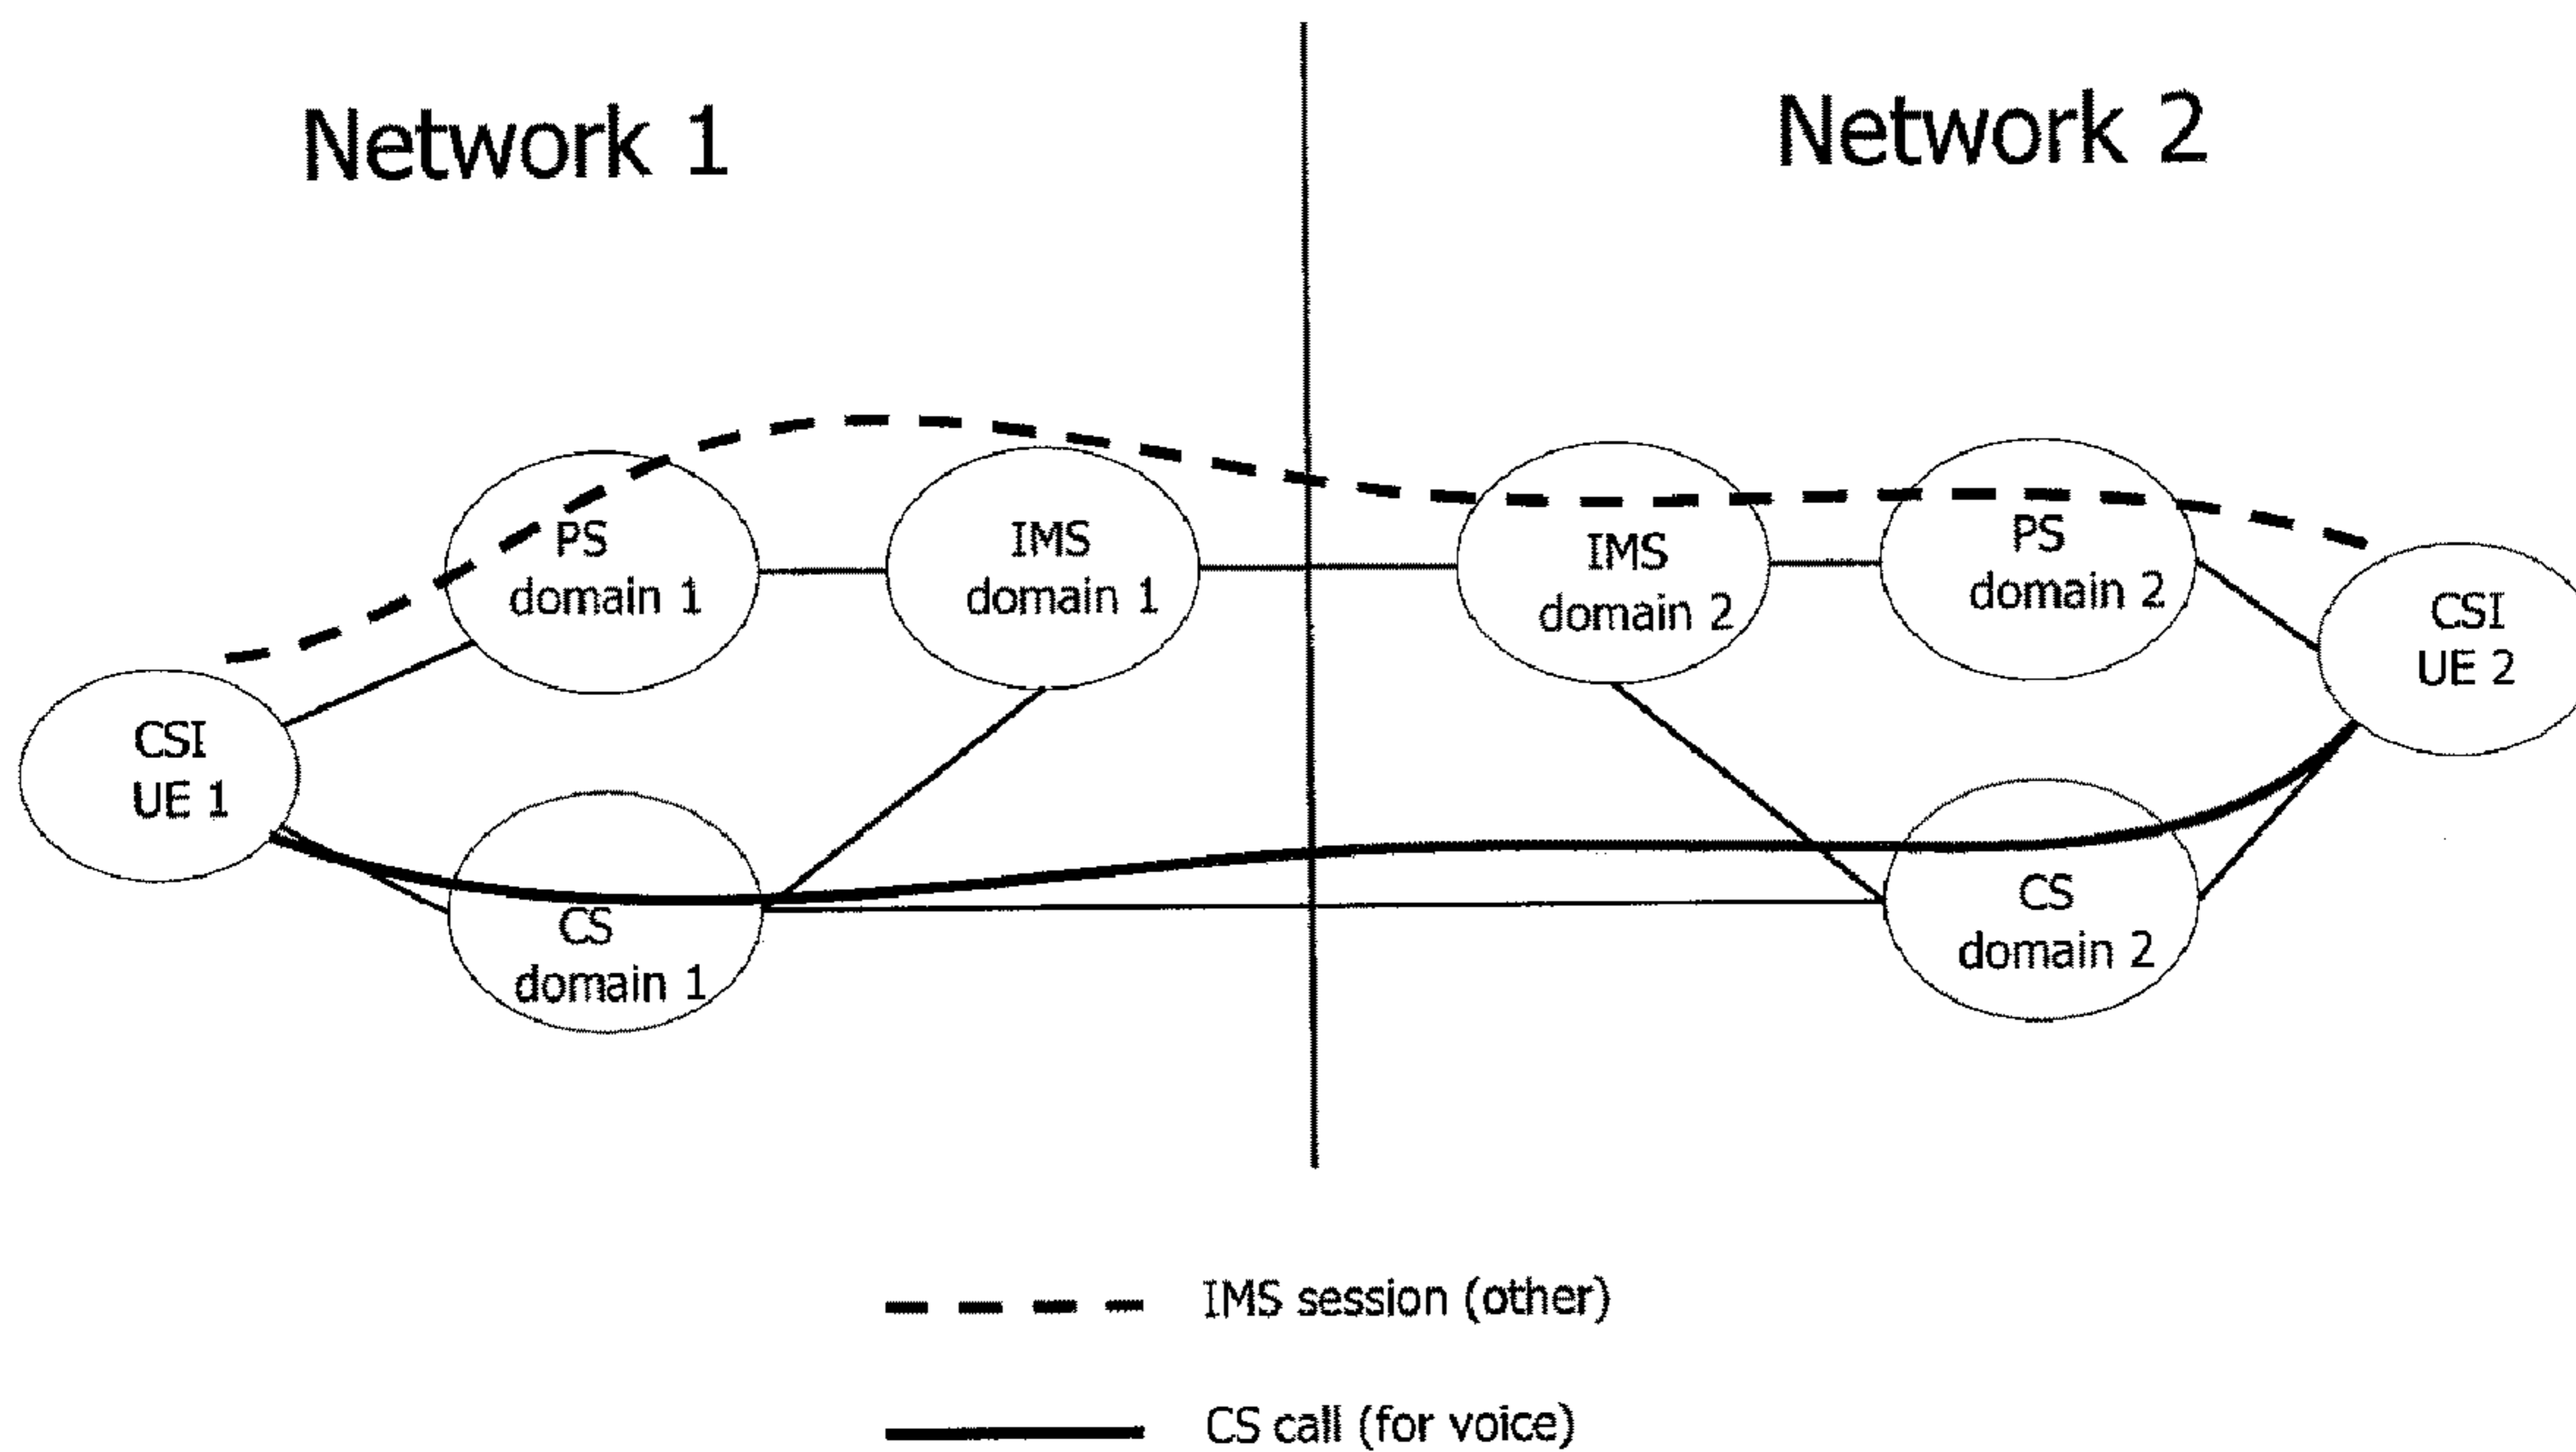 Network 1
Network 2
PS
domain 1
IMS
domain 1
IMS
domain 2
PS
domain 2
CSI
UE 2
CSI
UE 1
CS
domain 1
CS
domain 2
IMS session (other)
CS call (for voice)